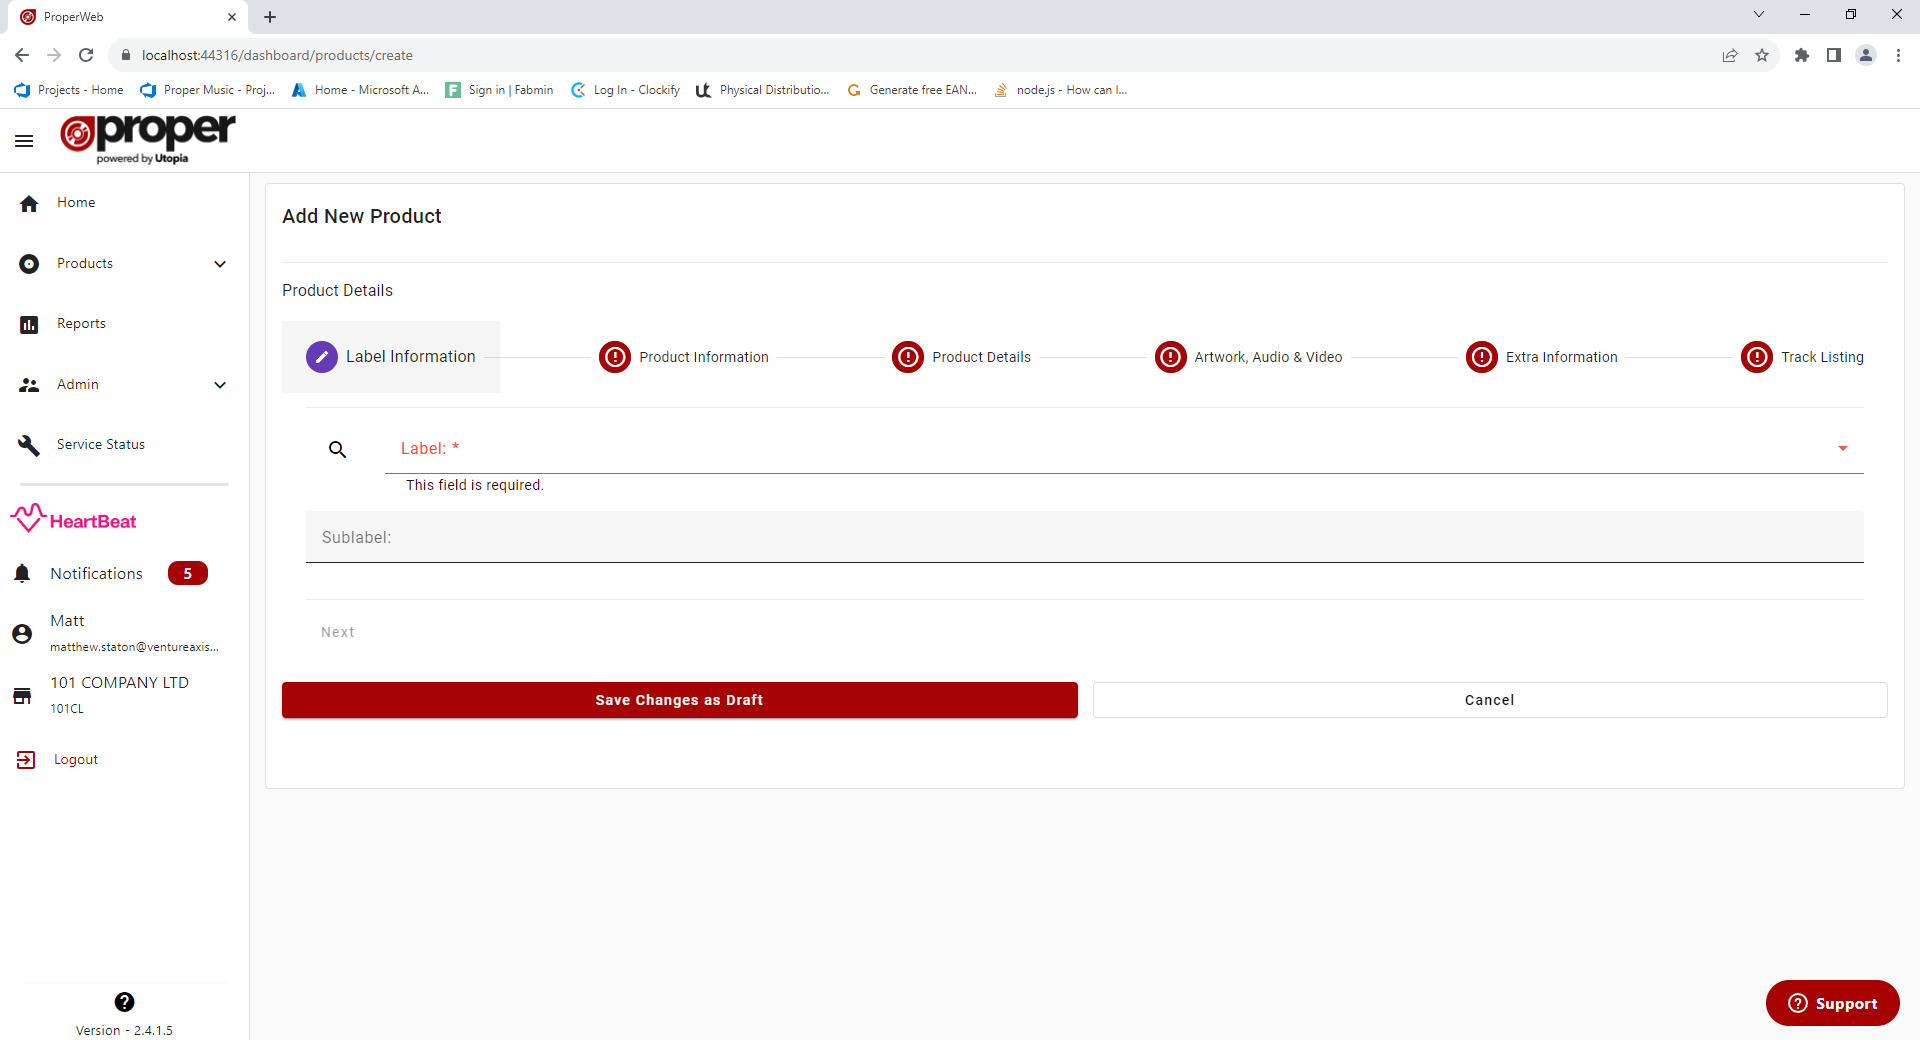 ProperWeb
localhost:44316/dashboard/products/create
Projects - Home
Proper Music - Proj...
Home - Microsoft A...
Sign in | Fabmin
Log In - Clockify
Physical Distributio...
Generate free EAN...
node.js - How can I...
proper
powered by Utopia
Home
Products
Reports
Admin
Service Status
HeartBeat
Notifications 5
Matt
matthew.staton@ventureaxis...
101 COMPANY LTD
101CL
Logout
Version - 2.4.1.5
Add New Product
Product Details
Label Information
Product Information
Product Details
Artwork, Audio & Video
Extra Information
Track Listing
Label: *
This field is required.
Sublabel:
Next
Save Changes as Draft
Cancel
Support